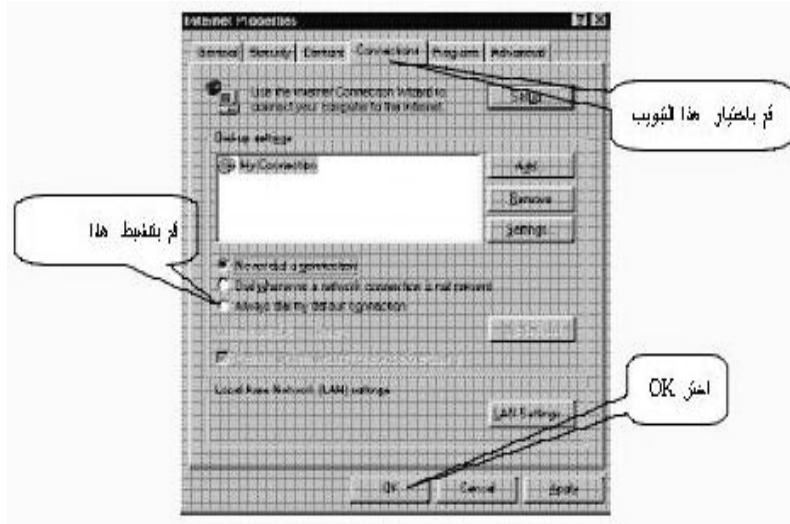 Internet Properties
General Security Content Connections Programs Advanced
Use the Internet Connection Wizard to
connect your computer to the Internet.
Setup
قم باختيار هذا التبويب
Dial-up settings
My Connection
Add
Remove
Settings
قم بتنشيط هذا
Never dial a connection
Dial whenever a network connection is not present
Always dial my default connection
Local Area Network (LAN) settings
LAN Settings
اختر OK
OK Cancel Apply